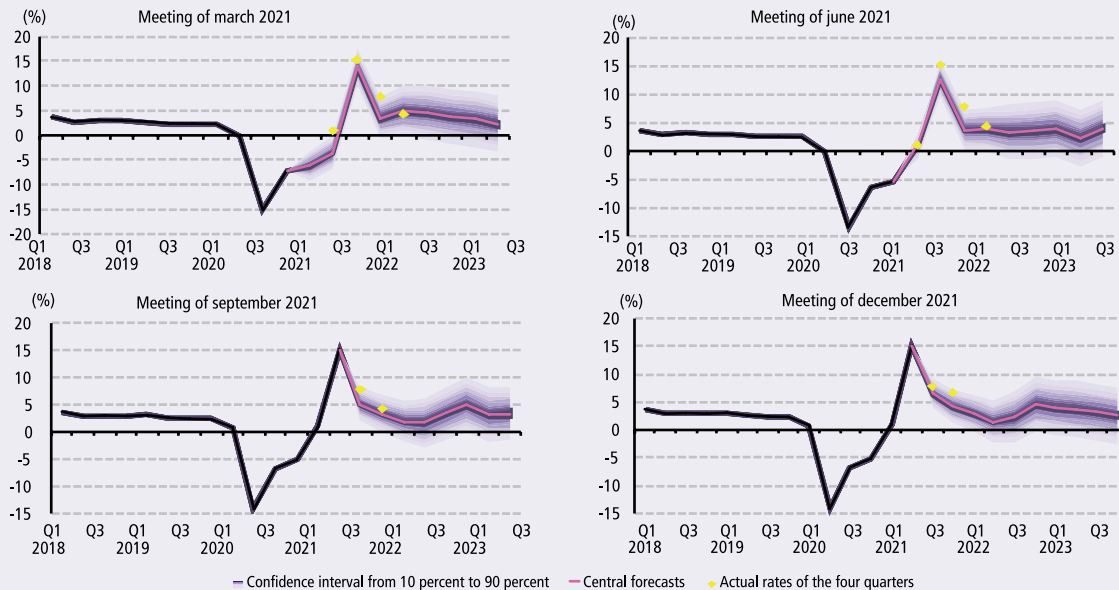 Meeting of march 2021
(%)
20
15
10
5
0
-5
-10
-15
-20
Q1 Q3 Q1 Q3 Q1 Q3 Q1 Q3 Q1 Q3 Q1 Q3
2018 2019 2020 2021 2022 2023
Meeting of june 2021
(%)
20
15
10
5
0
-5
-10
-15
Q1 Q3 Q1 Q3 Q1 Q3 Q1 Q3 Q1 Q3 Q1 Q3
2018 2019 2020 2021 2022 2023
Meeting of september 2021
(%)
20
15
10
5
0
-5
-10
-15
Q1 Q3 Q1 Q3 Q1 Q3 Q1 Q3 Q1 Q3 Q1 Q3
2018 2019 2020 2021 2022 2023
Meeting of december 2021
(%)
20
15
10
5
0
-5
-10
-15
Q1 Q3 Q1 Q3 Q1 Q3 Q1 Q3 Q1 Q3 Q1 Q3
2018 2019 2020 2021 2022 2023
Confidence interval from 10 percent to 90 percent Central forecasts Actual rates of the four quarters